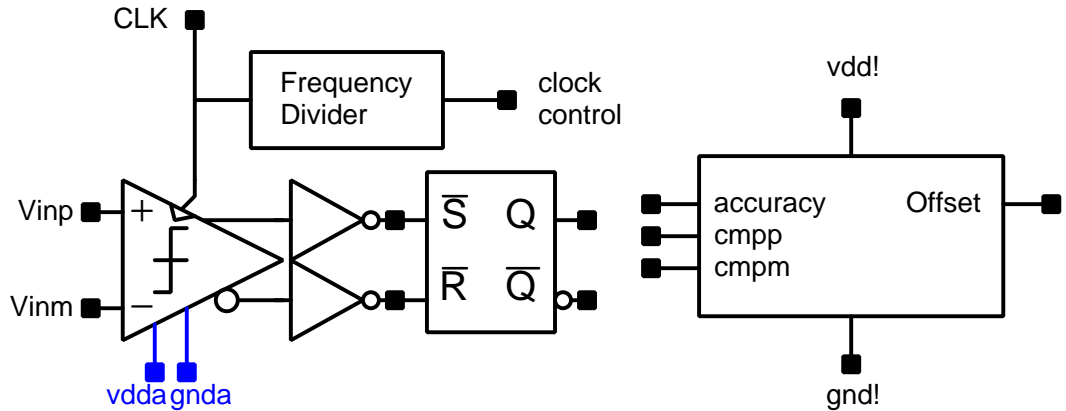 CLK
Frequency
Divider
clock
control
vdd!
Vinp
+
S Q
accuracy Offset
cmpp
cmpm
R Q
Vinm
−
vdda gnda
gnd!